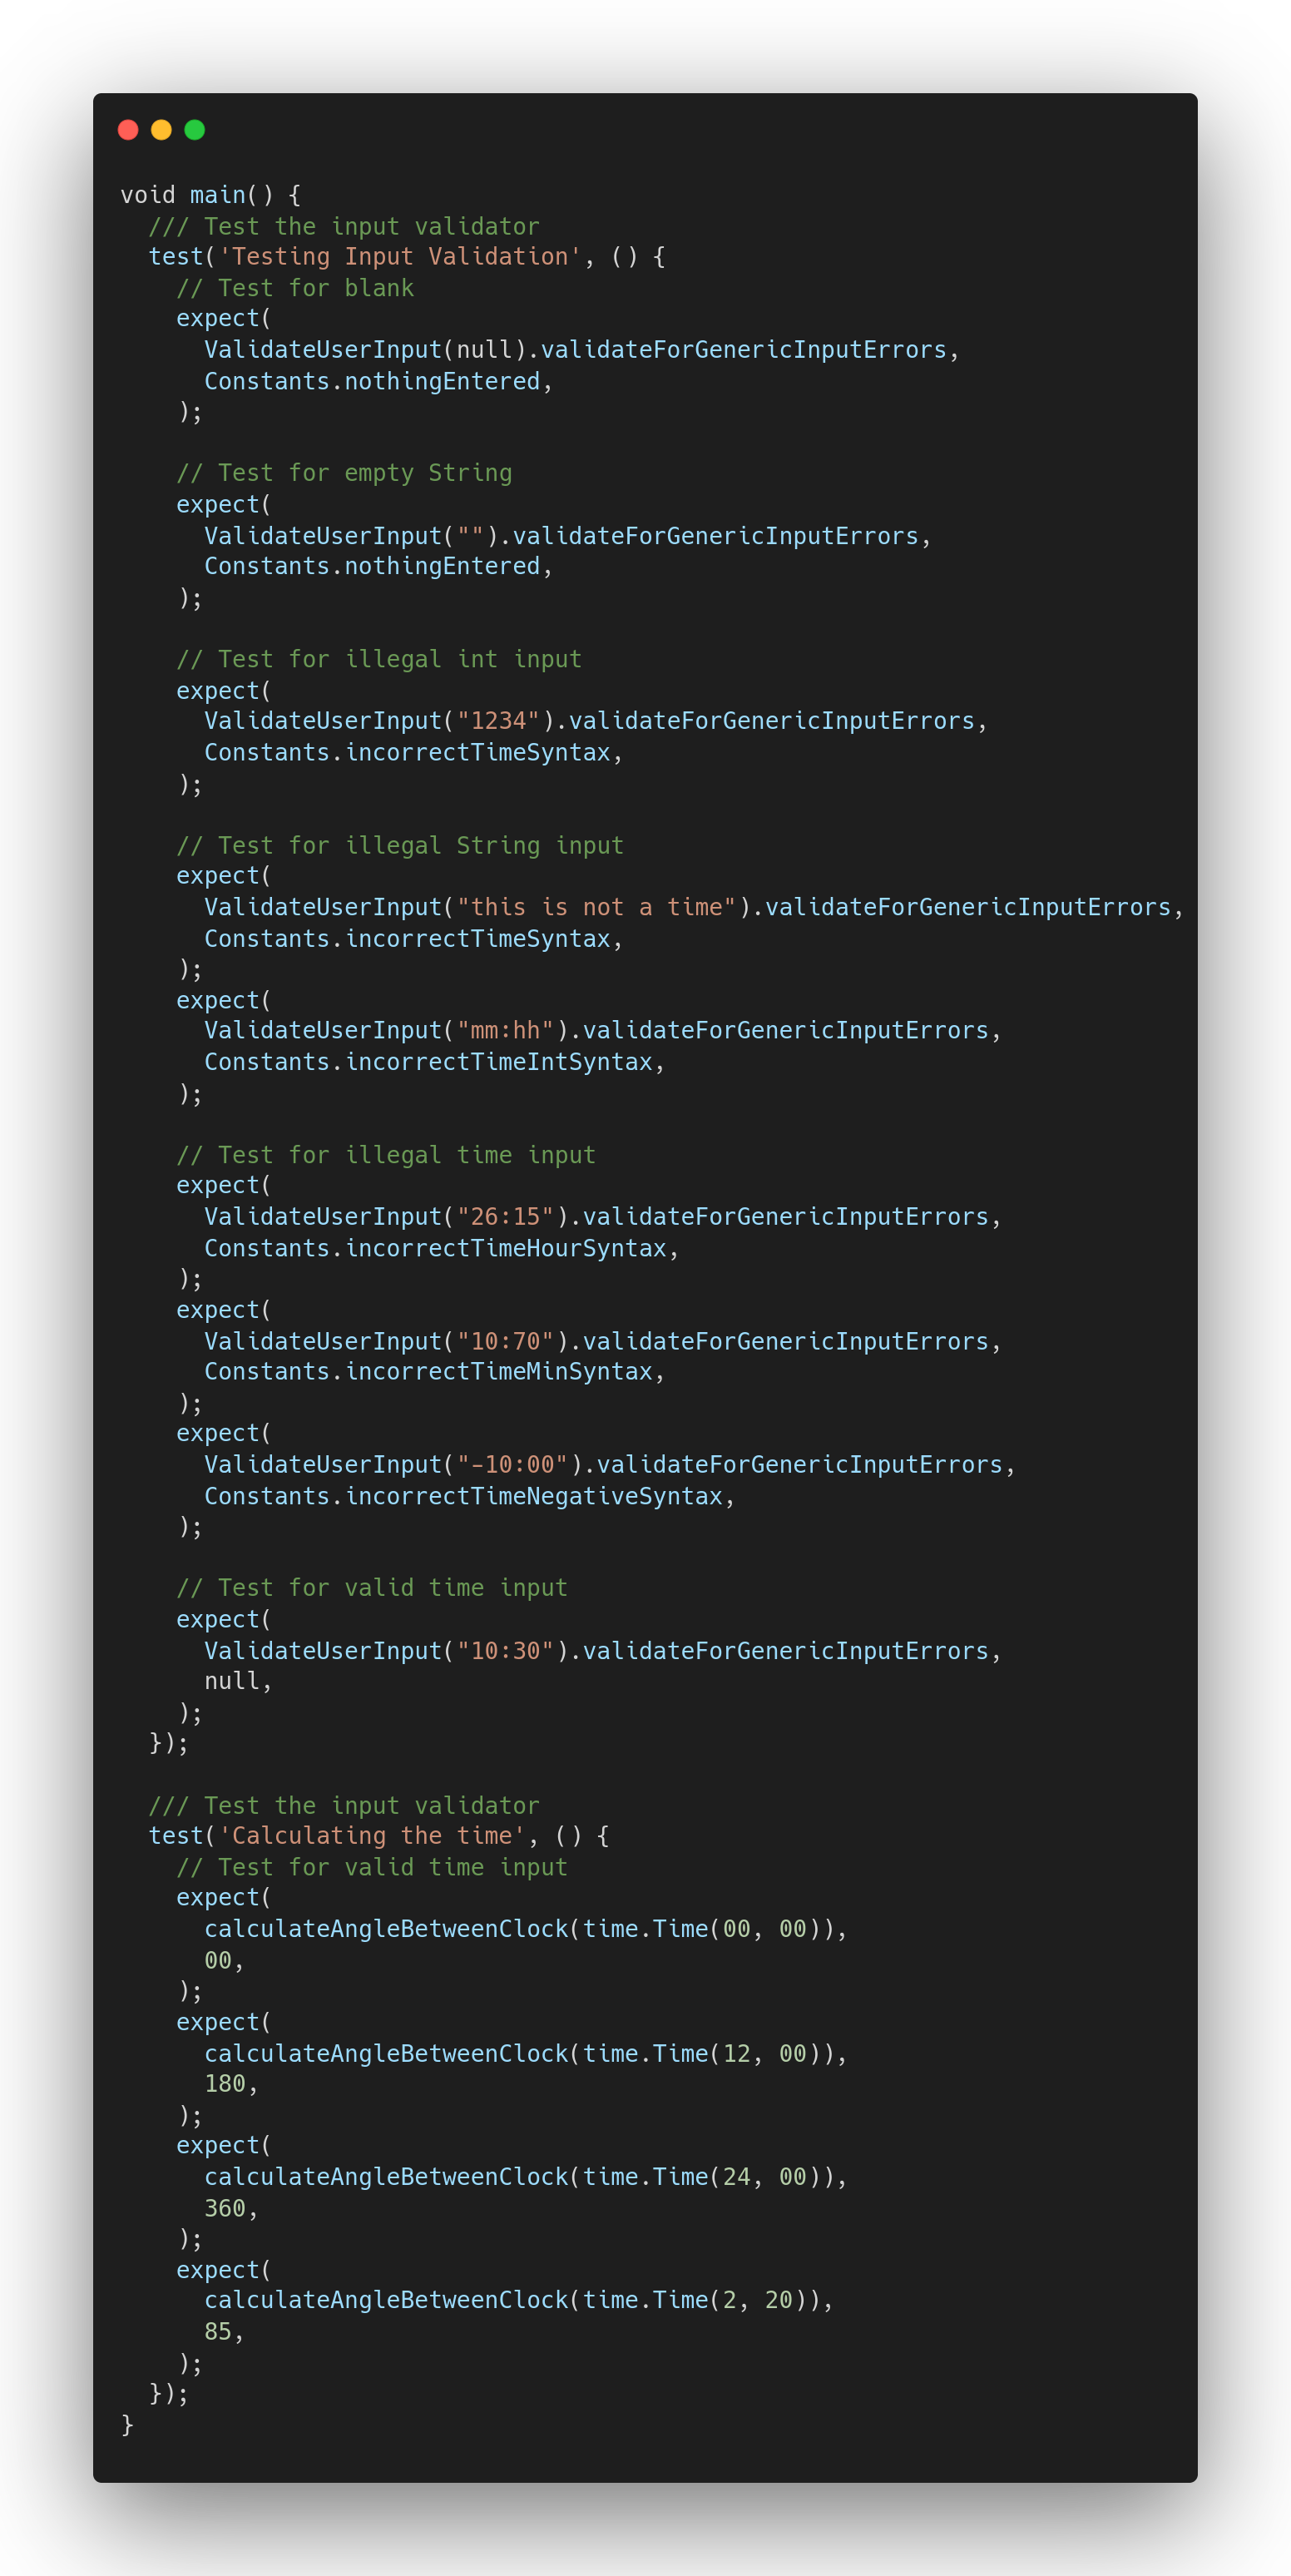 void main() {
  /// Test the input validator
  test('Testing Input Validation', () {
    // Test for blank
    expect(
      ValidateUserInput(null).validateForGenericInputErrors,
      Constants.nothingEntered,
    );

    // Test for empty String
    expect(
      ValidateUserInput("").validateForGenericInputErrors,
      Constants.nothingEntered,
    );

    // Test for illegal int input
    expect(
      ValidateUserInput("1234").validateForGenericInputErrors,
      Constants.incorrectTimeSyntax,
    );

    // Test for illegal String input
    expect(
      ValidateUserInput("this is not a time").validateForGenericInputErrors,
      Constants.incorrectTimeSyntax,
    );
    expect(
      ValidateUserInput("mm:hh").validateForGenericInputErrors,
      Constants.incorrectTimeIntSyntax,
    );

    // Test for illegal time input
    expect(
      ValidateUserInput("26:15").validateForGenericInputErrors,
      Constants.incorrectTimeHourSyntax,
    );
    expect(
      ValidateUserInput("10:70").validateForGenericInputErrors,
      Constants.incorrectTimeMinSyntax,
    );
    expect(
      ValidateUserInput("-10:00").validateForGenericInputErrors,
      Constants.incorrectTimeNegativeSyntax,
    );

    // Test for valid time input
    expect(
      ValidateUserInput("10:30").validateForGenericInputErrors,
      null,
    );
  });

  /// Test the input validator
  test('Calculating the time', () {
    // Test for valid time input
    expect(
      calculateAngleBetweenClock(time.Time(00, 00)),
      00,
    );
    expect(
      calculateAngleBetweenClock(time.Time(12, 00)),
      180,
    );
    expect(
      calculateAngleBetweenClock(time.Time(24, 00)),
      360,
    );
    expect(
      calculateAngleBetweenClock(time.Time(2, 20)),
      85,
    );
  });
}